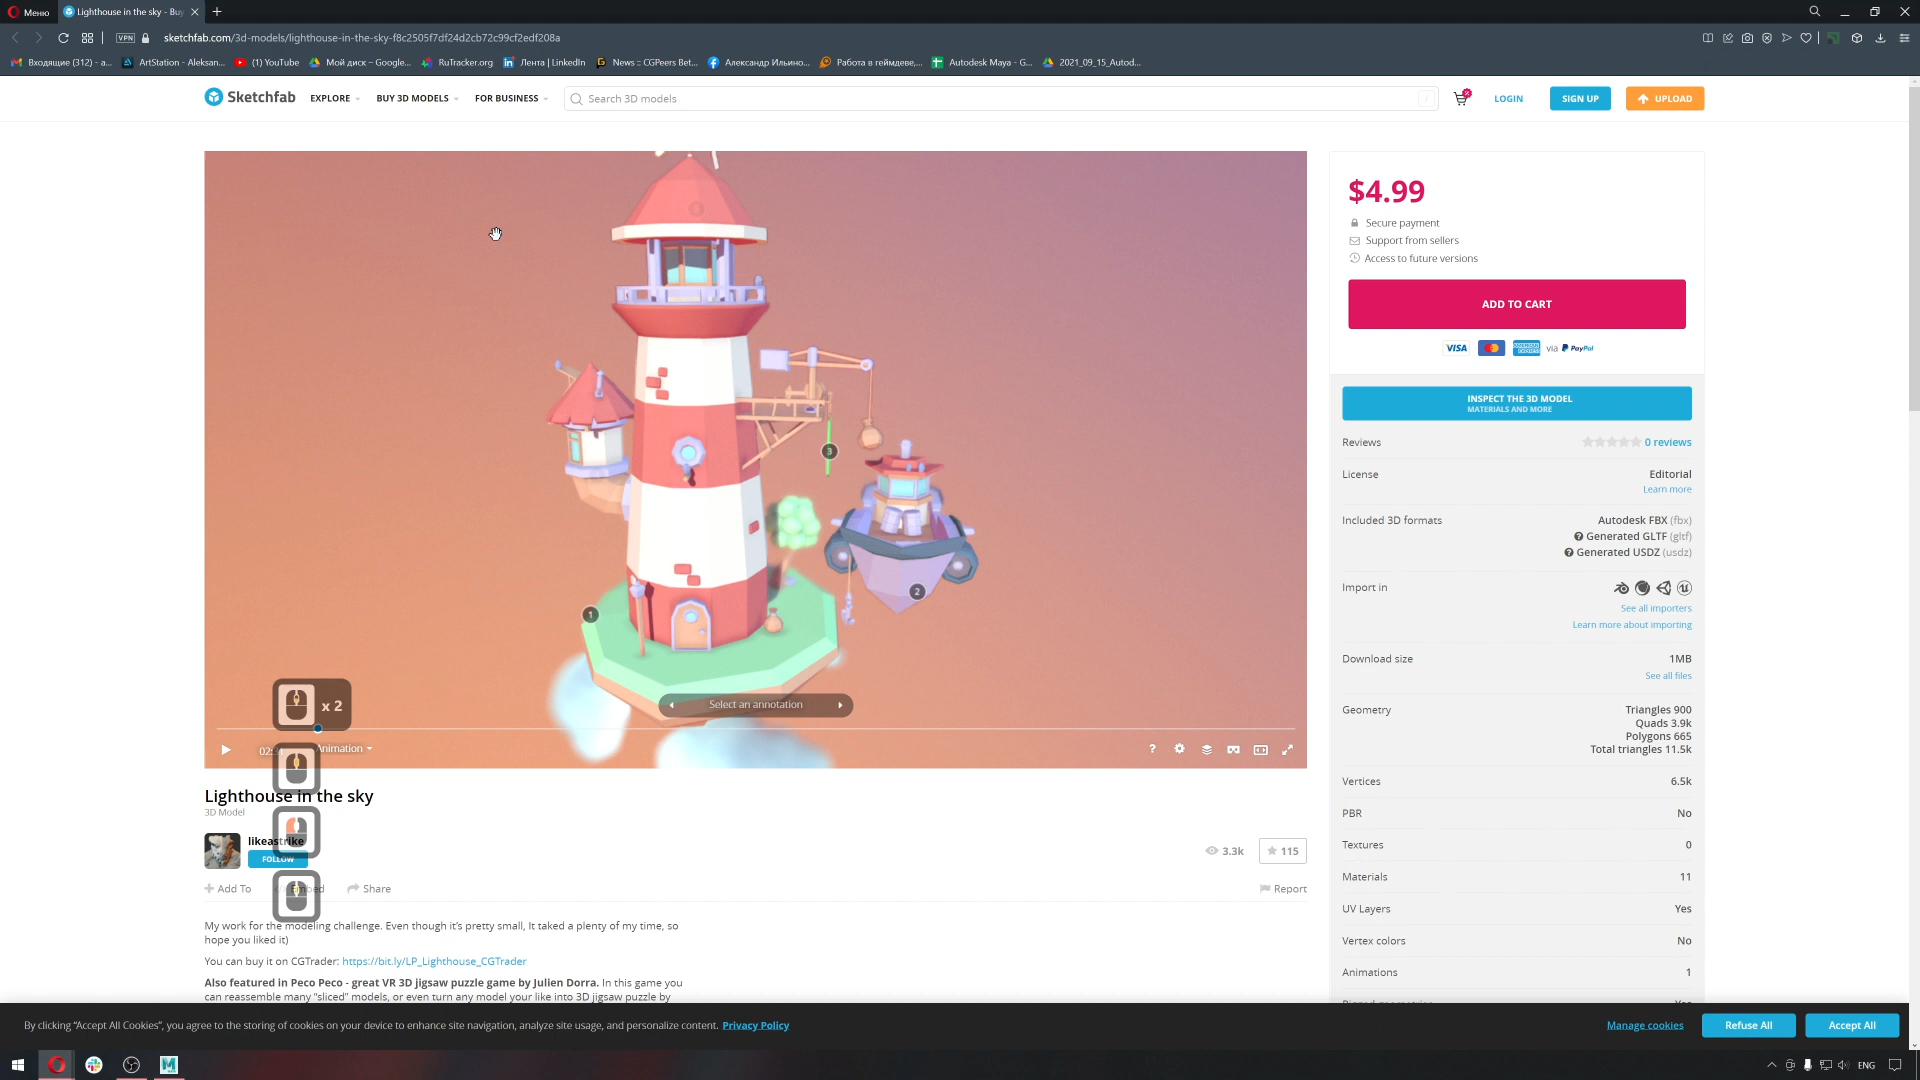 Меню
Lighthouse in the sky - Buy
VPN
sketchfab.com/3d-models/lighthouse-in-the-sky-f8c2505f7df24d2cb72c99cf2edf208a
Входящие (312) - a...
ArtStation - Aleksan...
(1) YouTube
Мой диск – Google...
RuTracker.org
Лента | LinkedIn
News :: CGPeers Bet...
Александр Ильино...
Работа в геймдеве,...
Autodesk Maya - G...
2021_09_15_Autod...
Sketchfab
EXPLORE
BUY 3D MODELS
FOR BUSINESS
Search 3D models
/
LOGIN
SIGN UP
UPLOAD
3
1
2
x 2
Select an annotation
Animation
?
$4.99
Secure payment
Support from sellers
Access to future versions
ADD TO CART
VISA
AMERICAN EXPRESS
via PayPal
INSPECT THE 3D MODEL
MATERIALS AND MORE
Reviews
0 reviews
License
Editorial
Learn more
Included 3D formats
Autodesk FBX (fbx)
Generated GLTF (gltf)
Generated USDZ (usdz)
Import in
See all importers
Learn more about importing
Download size
1MB
See all files
Geometry
Triangles 900
Quads 3.9k
Polygons 665
Total triangles 11.5k
Vertices
6.5k
PBR
No
Textures
0
Materials
11
UV Layers
Yes
Vertex colors
No
Animations
1
Lighthouse in the sky
3D Model
likeastrike
FOLLOW
3.3k
115
Add To
Embed
Share
Report
My work for the modeling challenge. Even though it's pretty small, It taked a plenty of my time, so
hope you liked it)
You can buy it on CGTrader: https://bit.ly/LP_Lighthouse_CGTrader
Also featured in Peco Peco - great VR 3D jigsaw puzzle game by Julien Dorra. In this game you
can reassemble many "sliced" models, or even turn any model your like into 3D jigsaw puzzle by
By clicking "Accept All Cookies", you agree to the storing of cookies on your device to enhance site navigation, analyze site usage, and personalize content. Privacy Policy
Manage cookies
Refuse All
Accept All
ENG